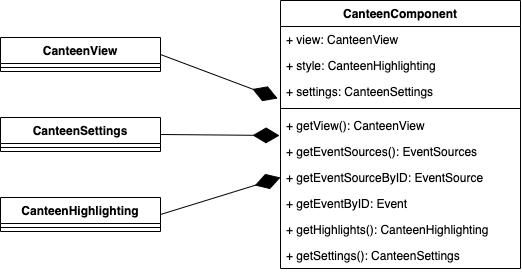 CanteenComponent
+ view: CanteenView
+ style: CanteenHighlighting
+ settings: CanteenSettings
+ getView(): CanteenView
+ getEventSources(): EventSources
+ getEventSourceByID: EventSource
+ getEventByID: Event
+ getHighlights(): CanteenHighlighting
+ getSettings(): CanteenSettings
CanteenView
CanteenSettings
CanteenHighlighting